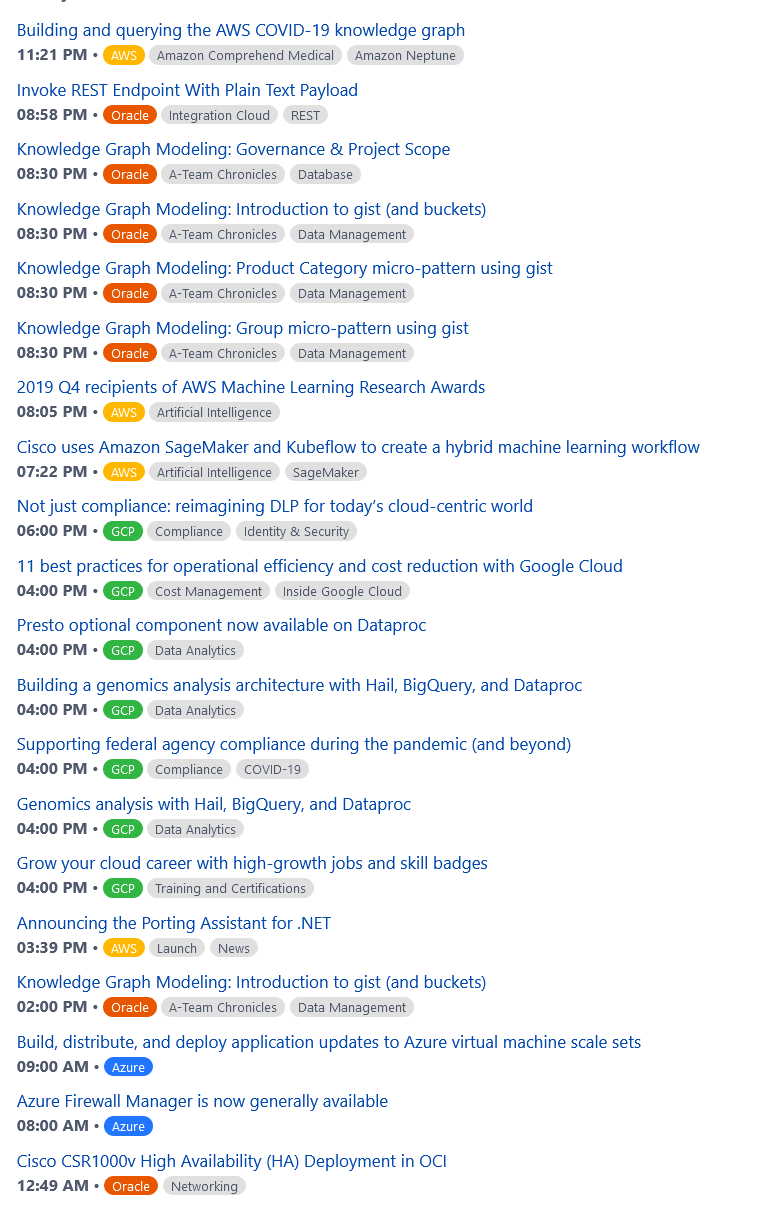 Building and querying the AWS COVID-19 knowledge graph
11:21 PM • AWS Amazon Comprehend Medical Amazon Neptune
Invoke REST Endpoint With Plain Text Payload
08:58 PM • Oracle Integration Cloud REST
Knowledge Graph Modeling: Governance & Project Scope
08:30 PM • Oracle A-Team Chronicles Database
Knowledge Graph Modeling: Introduction to gist (and buckets)
08:30 PM • Oracle A-Team Chronicles Data Management
Knowledge Graph Modeling: Product Category micro-pattern using gist
08:30 PM • Oracle A-Team Chronicles Data Management
Knowledge Graph Modeling: Group micro-pattern using gist
08:30 PM • Oracle A-Team Chronicles Data Management
2019 Q4 recipients of AWS Machine Learning Research Awards
08:05 PM • AWS Artificial Intelligence
Cisco uses Amazon SageMaker and Kubeflow to create a hybrid machine learning workflow
07:22 PM • AWS Artificial Intelligence SageMaker
Not just compliance: reimagining DLP for today’s cloud-centric world
06:00 PM • GCP Compliance Identity & Security
11 best practices for operational efficiency and cost reduction with Google Cloud
04:00 PM • GCP Cost Management Inside Google Cloud
Presto optional component now available on Dataproc
04:00 PM • GCP Data Analytics
Building a genomics analysis architecture with Hail, BigQuery, and Dataproc
04:00 PM • GCP Data Analytics
Supporting federal agency compliance during the pandemic (and beyond)
04:00 PM • GCP Compliance COVID-19
Genomics analysis with Hail, BigQuery, and Dataproc
04:00 PM • GCP Data Analytics
Grow your cloud career with high-growth jobs and skill badges
04:00 PM • GCP Training and Certifications
Announcing the Porting Assistant for .NET
03:39 PM • AWS Launch News
Knowledge Graph Modeling: Introduction to gist (and buckets)
02:00 PM • Oracle A-Team Chronicles Data Management
Build, distribute, and deploy application updates to Azure virtual machine scale sets
09:00 AM • Azure
Azure Firewall Manager is now generally available
08:00 AM • Azure
Cisco CSR1000v High Availability (HA) Deployment in OCI
12:49 AM • Oracle Networking